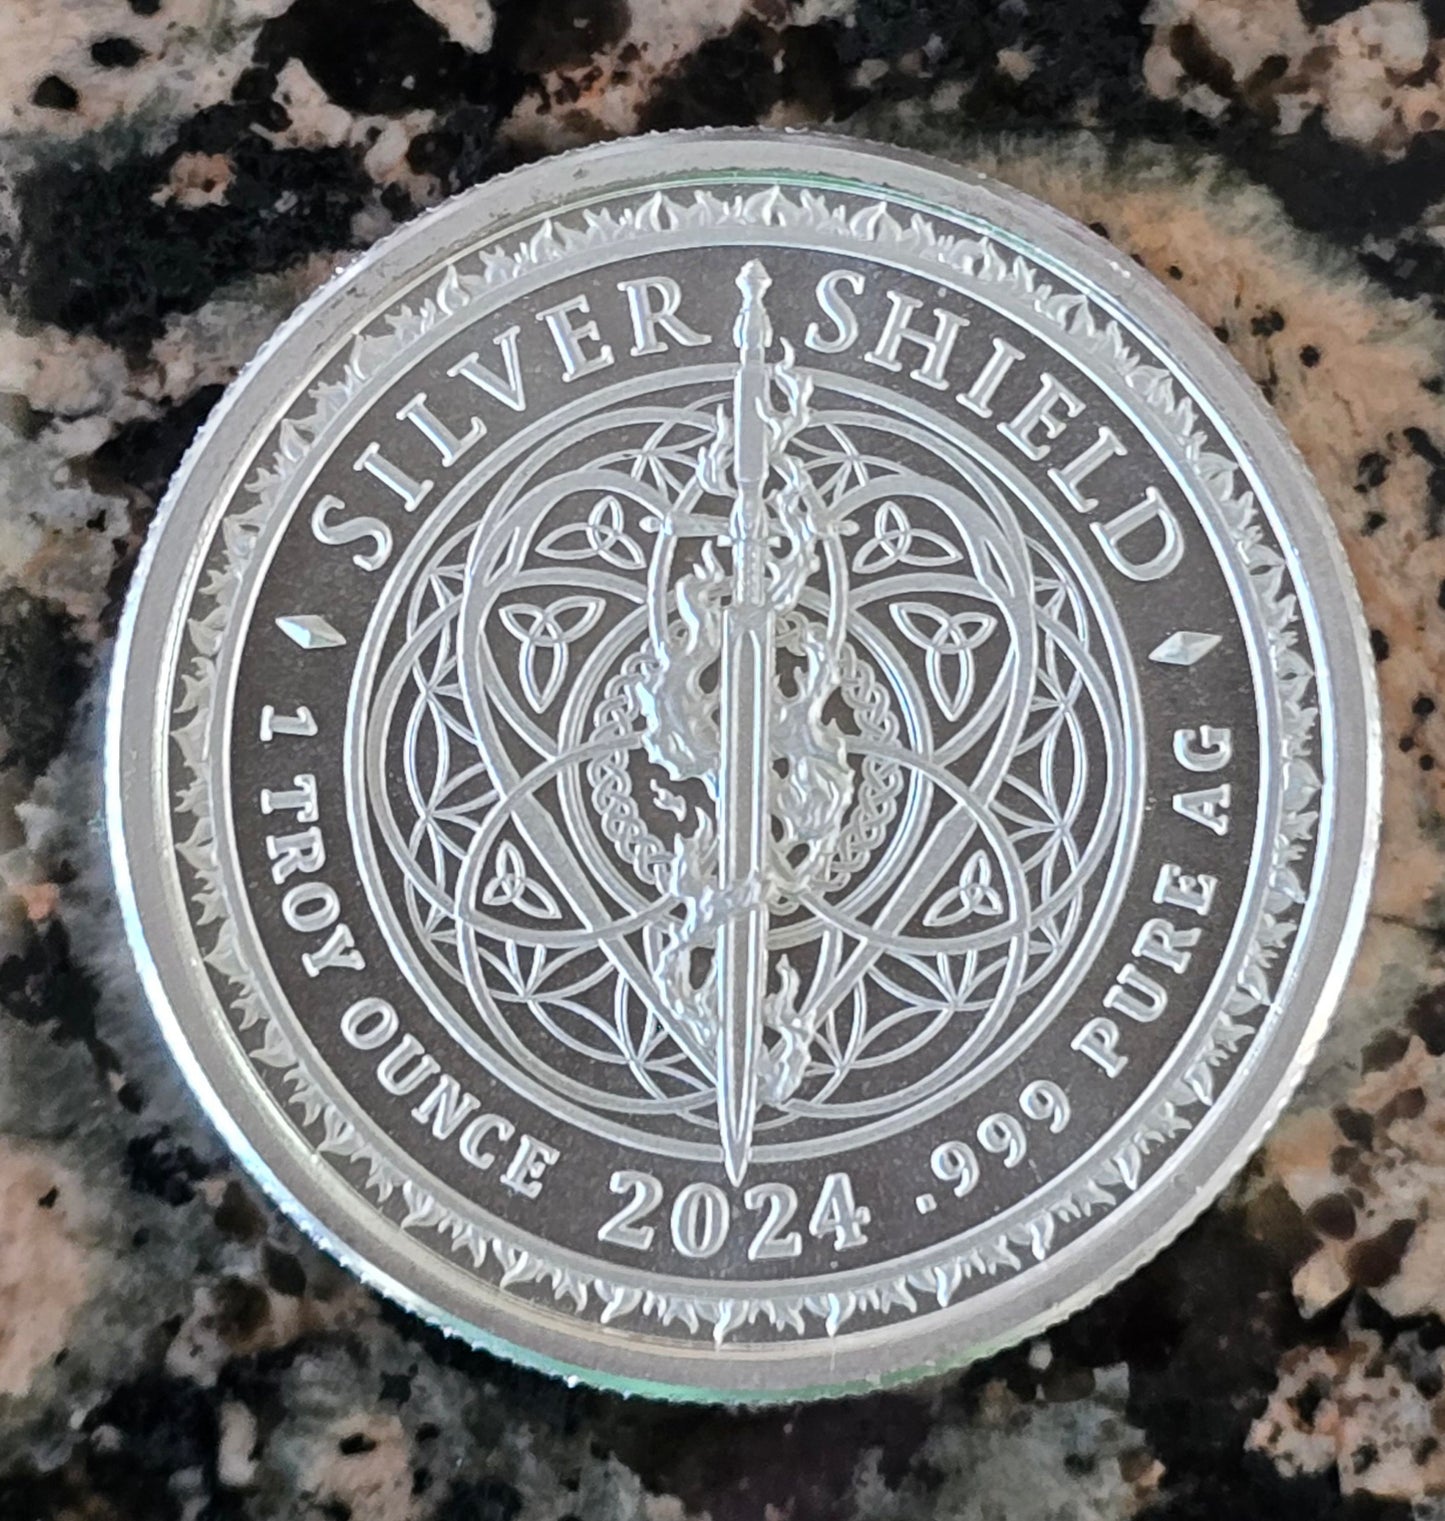 SILVER SHIELD
1 TROY OUNCE 2024 .999 PURE AG